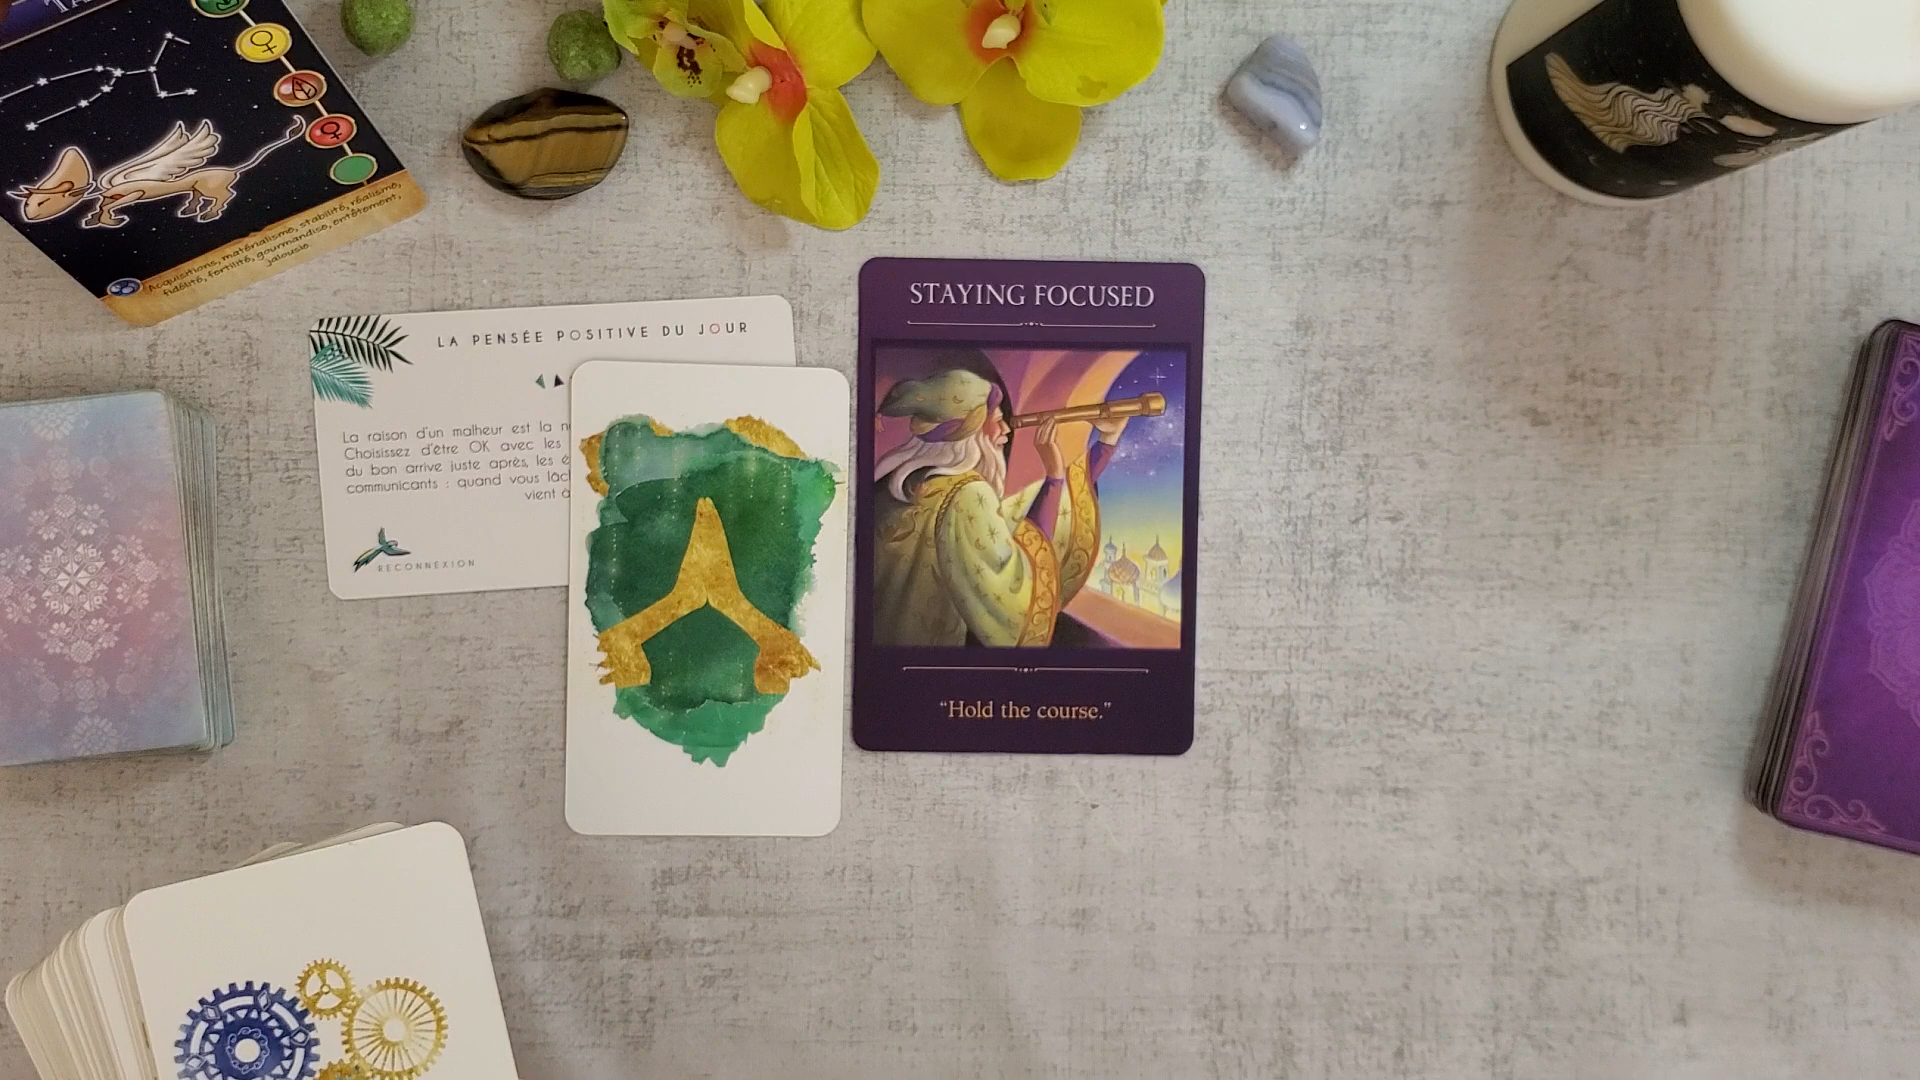 Acquisitions, matérialisme, stabilité, réalisme,
fidélité, fertilité, gourmandise, entêtement,
jalousie
LA PENSÉE POSITIVE DU JOUR
La raison d'un malheur est la
Choisissez d'être OK avec les
du bon arrive juste après, les
communicants : quand vous
vient
RECONNEXION
STAYING FOCUSED
"Hold the course."